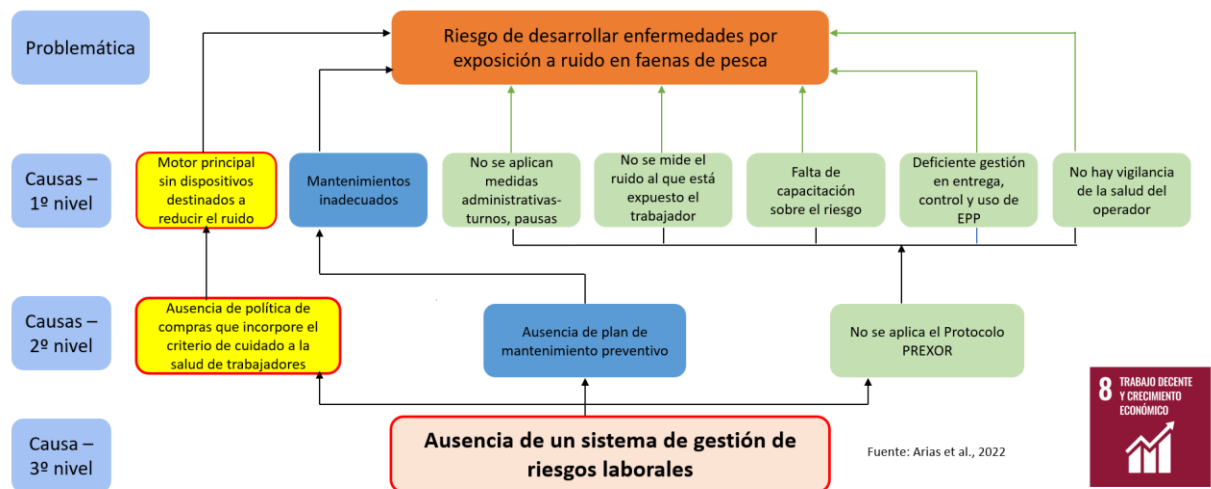 Problemática
Riesgo de desarrollar enfermedades por
exposición a ruido en faenas de pesca
Causas –
1º nivel
Motor principal
sin dispositivos
destinados a
reducir el ruido
Mantenimientos
inadecuados
No se aplican
medidas
administrativas-
turnos, pausas
No se mide el
ruido al que está
expuesto el
trabajador
Falta de
capacitación
sobre el riesgo
Deficiente gestión
en entrega,
control y uso de
EPP
No hay vigilancia
de la salud del
operador
Causas –
2º nivel
Ausencia de política de
compras que incorpore el
criterio de cuidado a la
salud de trabajadores
Ausencia de plan de
mantenimiento preventivo
No se aplica el Protocolo
PREXOR
Causa –
3º nivel
Ausencia de un sistema de gestión de
riesgos laborales
Fuente: Arias et al., 2022
8 TRABAJO DECENTE
Y CRECIMIENTO
ECONÓMICO